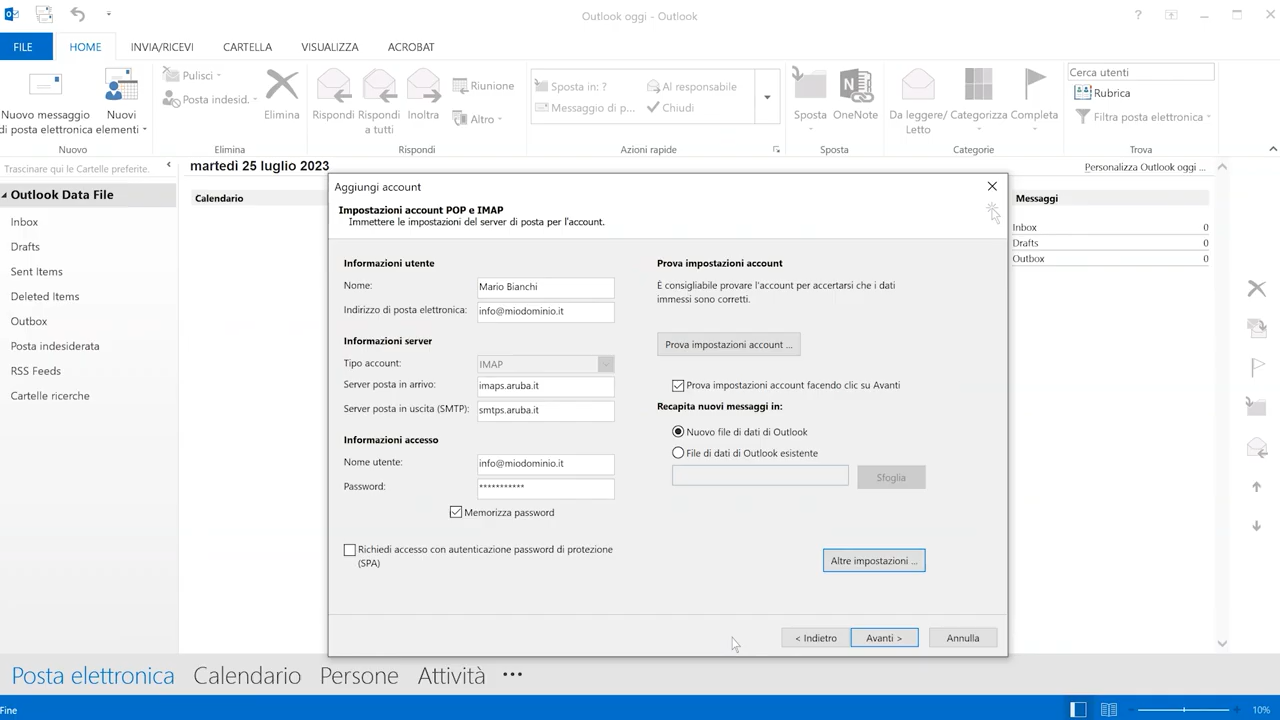 Outlook oggi - Outlook
FILE
HOME
INVIA/RICEVI
CARTELLA
VISUALIZZA
ACROBAT
Nuovo messaggio
di posta elettronica
Nuovi
elementi
Nuovo
Pulisci
Posta indesid.
Elimina
Elimina
Rispondi
Rispondi
a tutti
Inoltra
Riunione
Altro
Rispondi
Sposta in: ?
Al responsabile
Messaggio di p...
Chiudi
Azioni rapide
Sposta
OneNote
Sposta
Da leggere/
Letto
Categorizza
Completa
Categorie
Cerca utenti
Rubrica
Filtra posta elettronica
Trova
Trascinare qui le Cartelle preferite.
Outlook Data File
Inbox
Drafts
Sent Items
Deleted Items
Outbox
Posta indesiderata
RSS Feeds
Cartelle ricerche
martedì 25 luglio 2023
Personalizza Outlook oggi ...
Calendario
Messaggi
Inbox 0
Drafts 0
Outbox 0
Aggiungi account
Impostazioni account POP e IMAP
Immettere le impostazioni del server di posta per l'account.
Informazioni utente
Nome: Mario Bianchi
Indirizzo di posta elettronica: info@miodominio.it
Informazioni server
Tipo account: IMAP
Server posta in arrivo: imaps.aruba.it
Server posta in uscita (SMTP): smtps.aruba.it
Informazioni accesso
Nome utente: info@miodominio.it
Password: ***********
Memorizza password
Richiedi accesso con autenticazione password di protezione
(SPA)
Prova impostazioni account
È consigliabile provare l'account per accertarsi che i dati
immessi sono corretti.
Prova impostazioni account ...
Prova impostazioni account facendo clic su Avanti
Recapita nuovi messaggi in:
Nuovo file di dati di Outlook
File di dati di Outlook esistente
Sfoglia
Altre impostazioni ...
< Indietro
Avanti >
Annulla
Posta elettronica
Calendario
Persone
Attività
Fine
10%